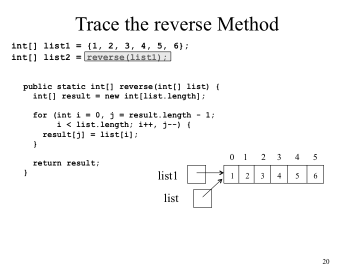 Trace the reverse Method
int[] list1 = {1, 2, 3, 4, 5, 6};
int[] list2 = reverse(list1);
public static int[] reverse(int[] list) {
int[] result = new int[list.length];
for (int i = 0, j = result.length - 1;
i < list.length; i++, j--) {
result[j] = list[i];
}
return result;
}
0 1 2 3 4 5
list1 1 2 3 4 5 6
list
20